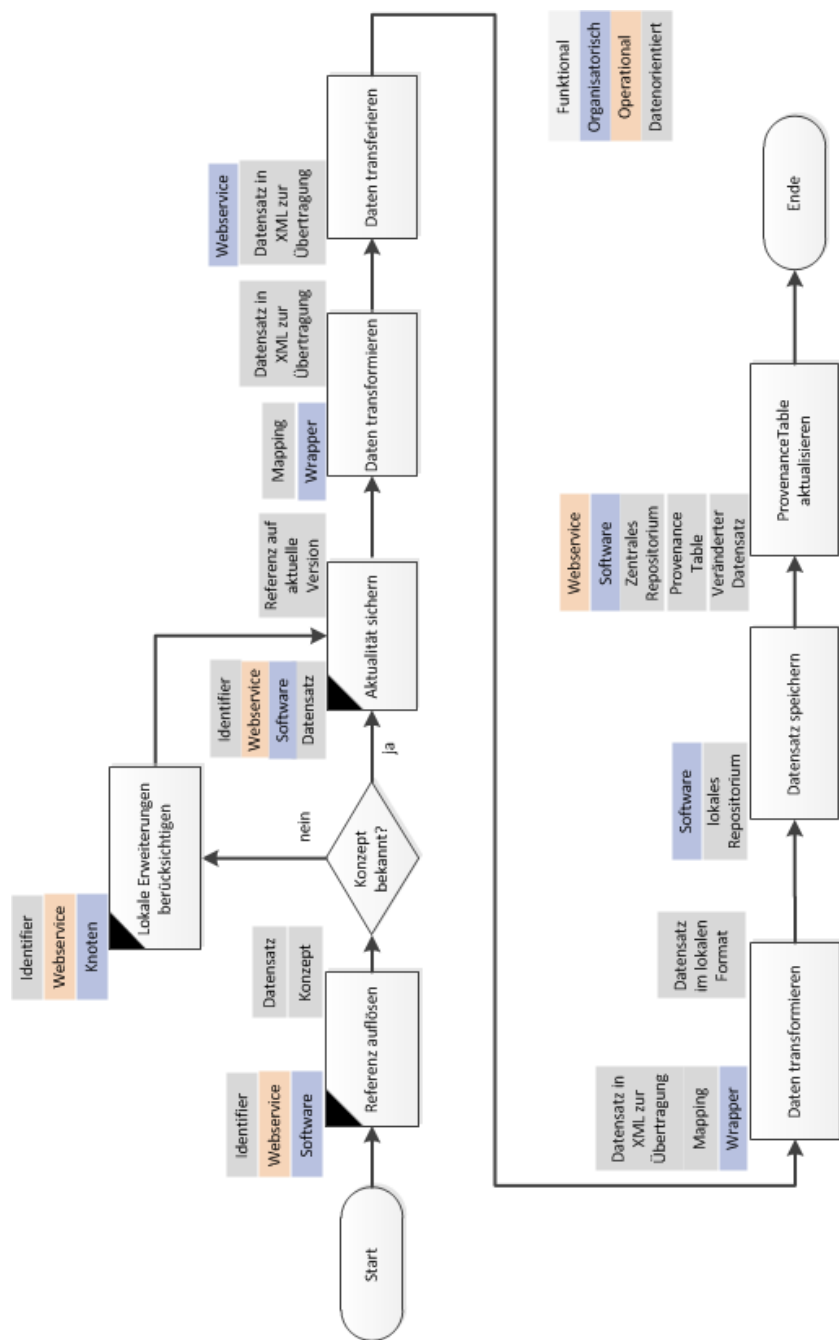 Start
Identifier
Webservice
Software
Referenz auflösen
Datensatz
Konzept
Konzept
bekannt?
nein
ja
Identifier
Webservice
Knoten
Lokale Erweiterungen
berücksichtigen
Identifier
Webservice
Software
Datensatz
Aktualität sichern
Referenz auf
aktuelle
Version
Mapping
Wrapper
Daten transformieren
Datensatz in
XML zur
Übertragung
Webservice
Datensatz in
XML zur
Übertragung
Daten transferieren
Datensatz in
XML zur
Übertragung
Mapping
Wrapper
Daten transformieren
Datensatz
im lokalen
Format
Software
lokales
Repositorium
Datensatz speichern
Webservice
Software
Zentrales
Repositorium
Provenance
Table
Veränderter
Datensatz
ProvenanceTable
aktualisieren
Ende
Funktional
Organisatorisch
Operational
Datenorientiert